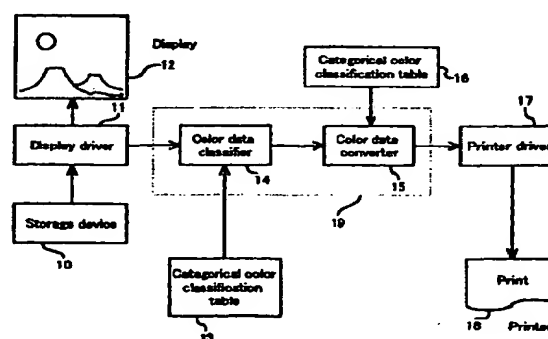 Display
12
Categorical color
classification table
16
11
17
Display driver
Color data
classifier
14
Color data
converter
15
Printer driver
19
Storage device
10
Categorical color
classification
table
13
Print
18
Printer